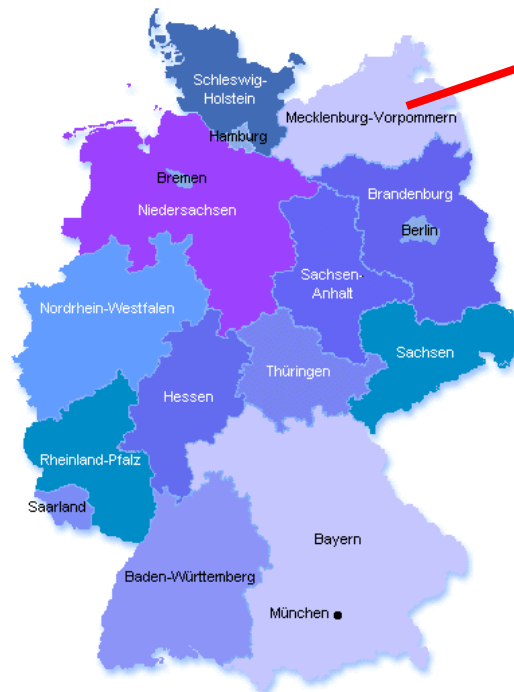 Schleswig-
Holstein
Mecklenburg-Vorpommern
Hamburg
Bremen
Brandenburg
Niedersachsen
Berlin
Sachsen-
Anhalt
Nordrhein-Westfalen
Sachsen
Thüringen
Hessen
Rheinland-Pfalz
Saarland
Bayern
Baden-Württemberg
München